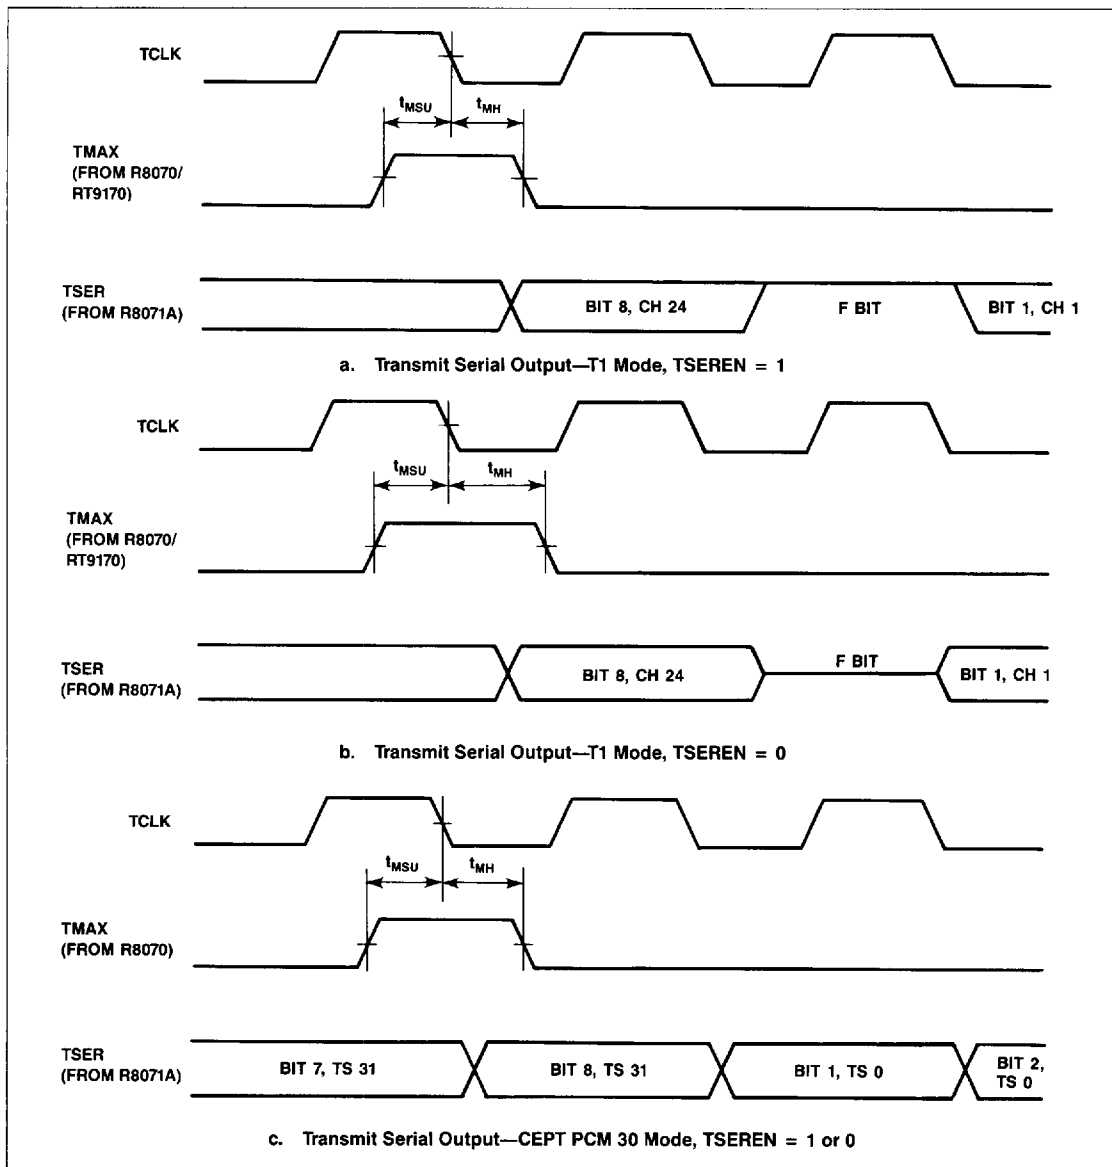 TCLK
tMSU
tMH
TMAX
(FROM R8070/
RT9170)
TSER
(FROM R8071A)
BIT 8, CH 24
F BIT
BIT 1, CH 1
a. Transmit Serial Output—T1 Mode, TSEREN = 1
TCLK
tMSU
tMH
TMAX
(FROM R8070/
RT9170)
TSER
(FROM R8071A)
BIT 8, CH 24
F BIT
BIT 1, CH 1
b. Transmit Serial Output—T1 Mode, TSEREN = 0
TCLK
tMSU
tMH
TMAX
(FROM R8070)
TSER
(FROM R8071A)
BIT 7, TS 31
BIT 8, TS 31
BIT 1, TS 0
BIT 2,
TS 0
c. Transmit Serial Output—CEPT PCM 30 Mode, TSEREN = 1 or 0